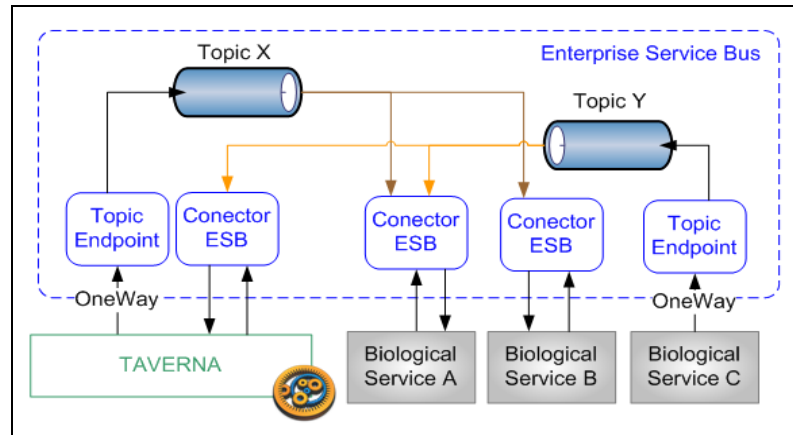 Topic X
Enterprise Service Bus
Topic Y
Topic
Endpoint
Conector
ESB
Conector
ESB
Conector
ESB
Topic
Endpoint
OneWay
OneWay
TAVERNA
Biological
Service A
Biological
Service B
Biological
Service C